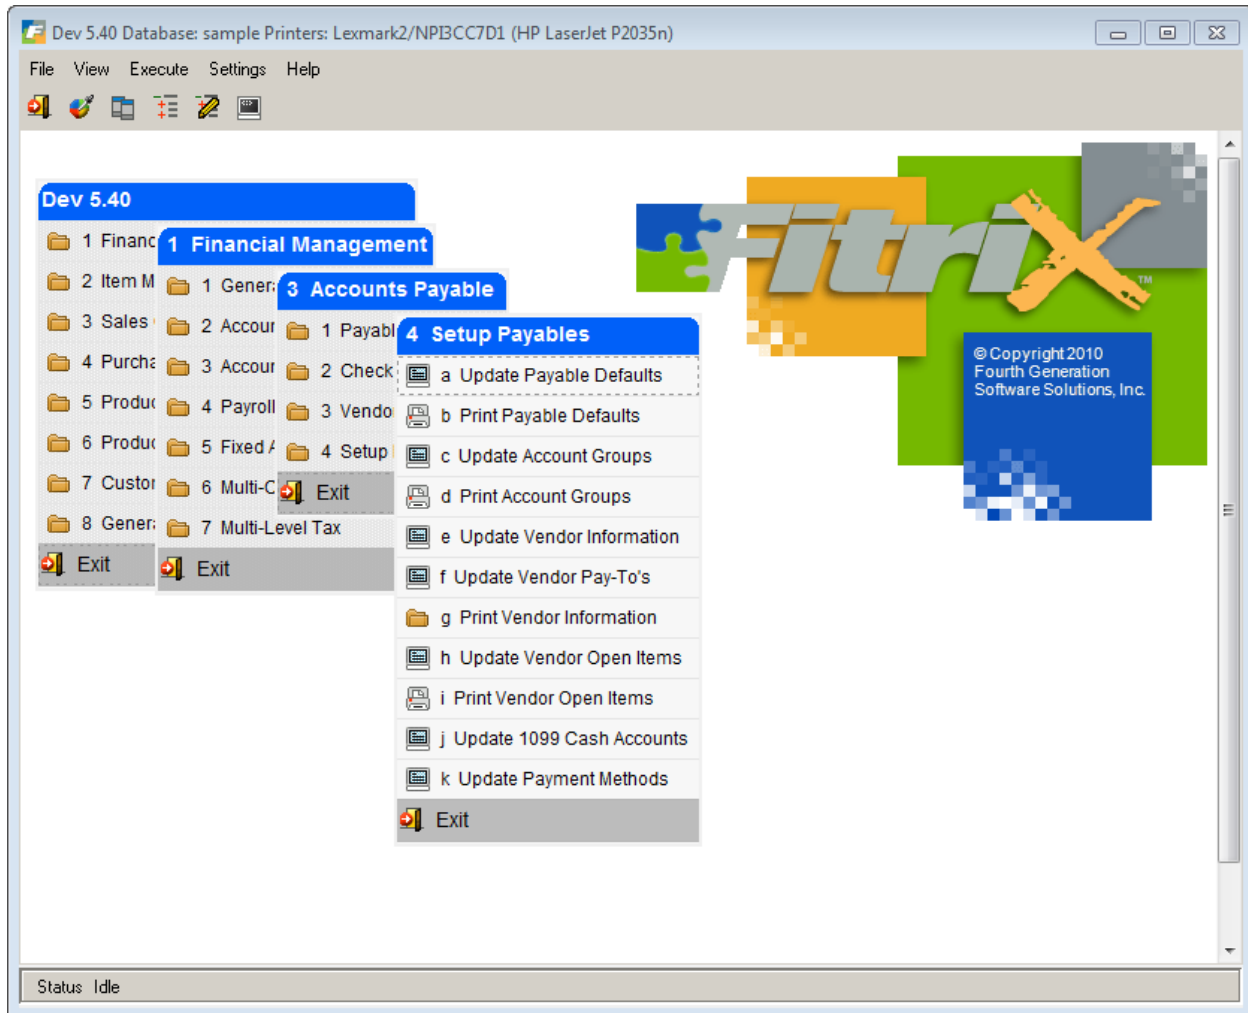 Dev 5.40 Database: sample Printers: Lexmark2/NPI3CC7D1 (HP LaserJet P2035n)
File View Execute Settings Help
Dev 5.40
1 Financ
2 Item M
3 Sales
4 Purcha
5 Produc
6 Produc
7 Custor
8 Genera
Exit
1 Financial Management
1 Genera
2 Accour
3 Accour
4 Payroll
5 Fixed A
6 Multi-C
7 Multi-Level Tax
Exit
3 Accounts Payable
1 Payabl
2 Check
3 Vendo
4 Setup
Exit
4 Setup Payables
a Update Payable Defaults
b Print Payable Defaults
c Update Account Groups
d Print Account Groups
e Update Vendor Information
f Update Vendor Pay-To's
g Print Vendor Information
h Update Vendor Open Items
i Print Vendor Open Items
j Update 1099 Cash Accounts
k Update Payment Methods
Exit
FitriX
TM
© Copyright 2010
Fourth Generation
Software Solutions, Inc.
Status Idle